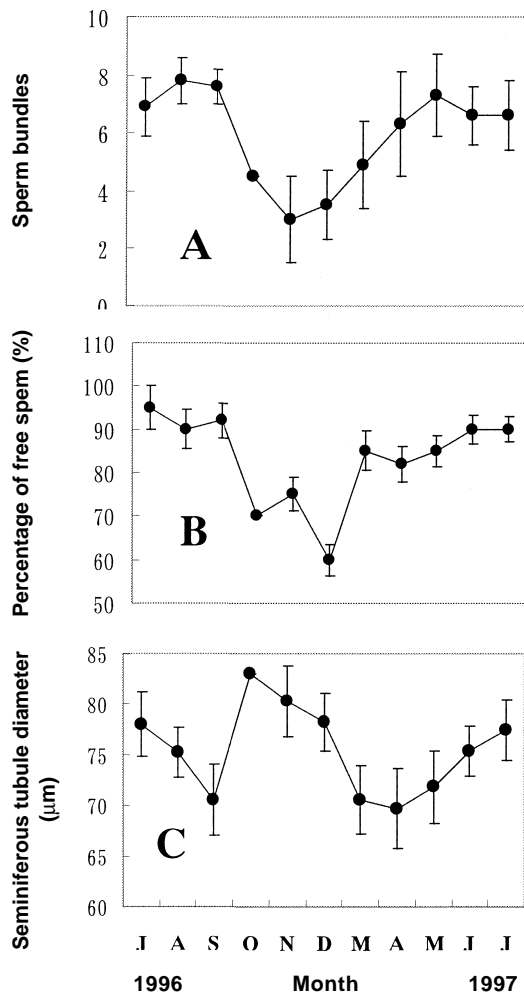 10
8
6
4
2
0
Sperm bundles
A
110
100
90
80
70
60
50
Percentage of free spem (%)
B
85
80
75
70
65
60
Seminiferous tubule diameter
(μm)
C
J A S O N D M A M J J
1996 Month 1997